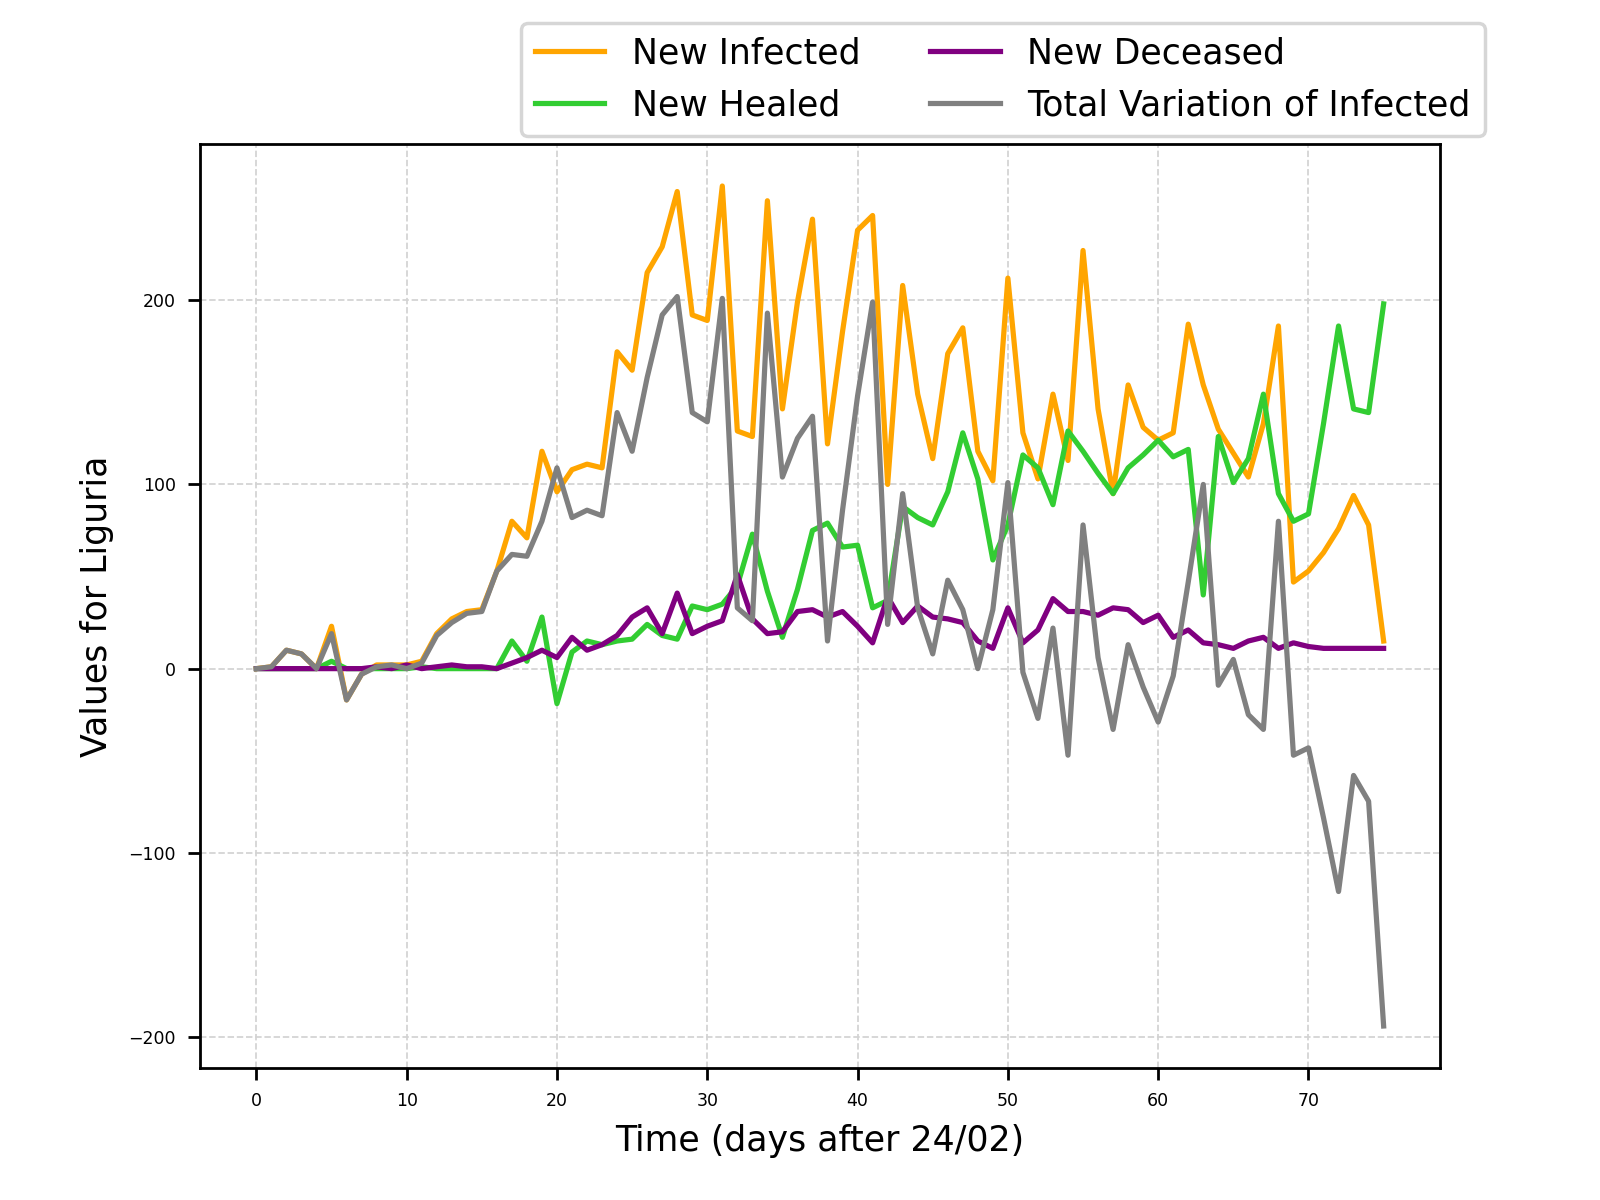 New Infected
New Deceased
New Healed
Total Variation of Infected
Values for Liguria
200
100
0
−100
−200
0 10 20 30 40 50 60 70
Time (days after 24/02)